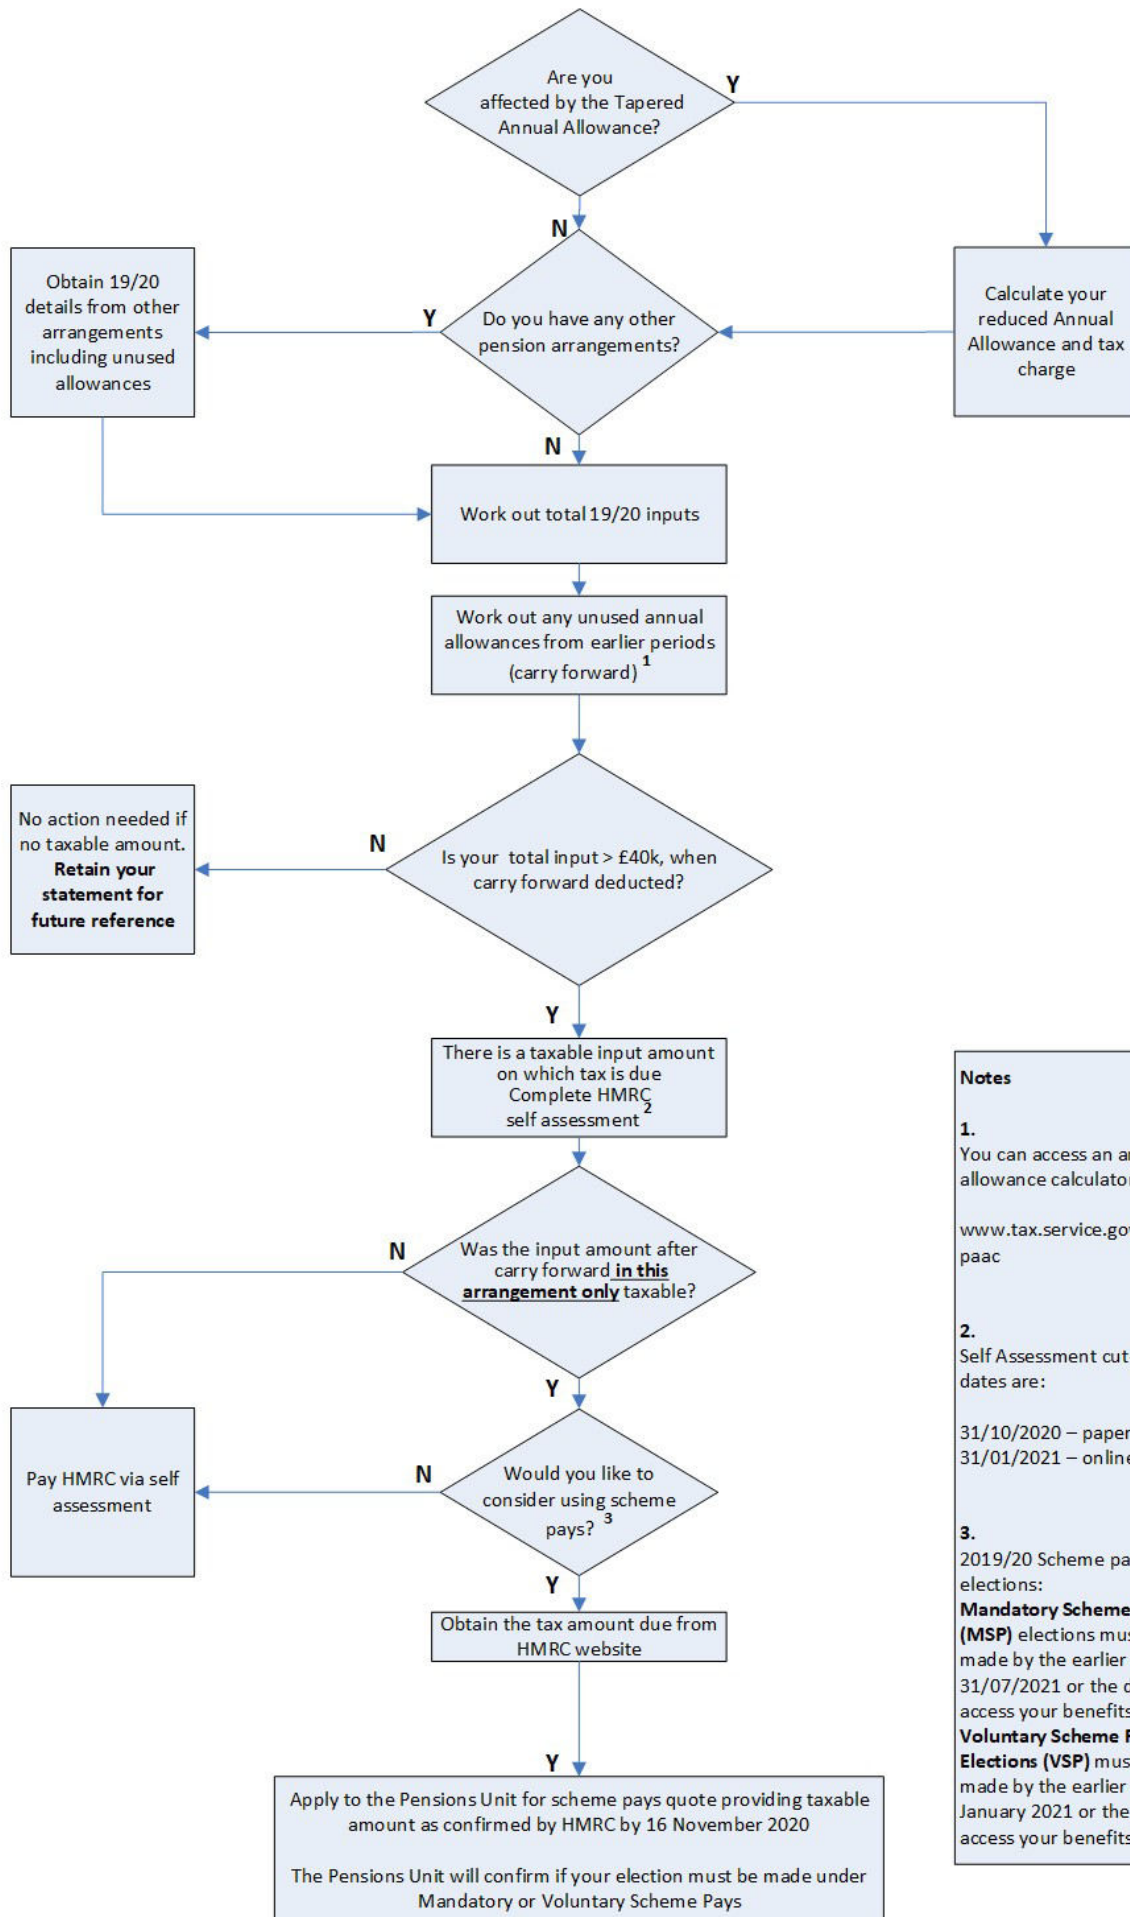 Are you
affected by the Tapered
Annual Allowance?
Y
N
Obtain 19/20
details from other
arrangements
including unused
allowances
Y
Do you have any other
pension arrangements?
Calculate your
reduced Annual
Allowance and tax
charge
N
Work out total 19/20 inputs
Work out any unused annual
allowances from earlier periods
(carry forward) 1
No action needed if
no taxable amount.
Retain your
statement for
future reference
N
Is your total input > £40k, when
carry forward deducted?
Y
There is a taxable input amount
on which tax is due
Complete HMRC
self assessment 2
N
Was the input amount after
carry forward in this
arrangement only taxable?
Y
Pay HMRC via self
assessment
N
Would you like to
consider using scheme
pays? 3
Y
Obtain the tax amount due from
HMRC website
Y
Apply to the Pensions Unit for scheme pays quote providing taxable
amount as confirmed by HMRC by 16 November 2020
The Pensions Unit will confirm if your election must be made under
Mandatory or Voluntary Scheme Pays
Notes
1.
You can access an
allowance
www.tax.service.
paac
2.
Self Assessment cut
dates are:
31/10/2020 – paper
31/01/2021 – online
3.
2019/20 Scheme
elections:
Mandatory Scheme
(MSP) elections
made by the earlier
31/07/2021 or the
access your benefits
Voluntary Scheme
Elections (VSP) must
made by the earlier
January 2021 or the
access your benefits